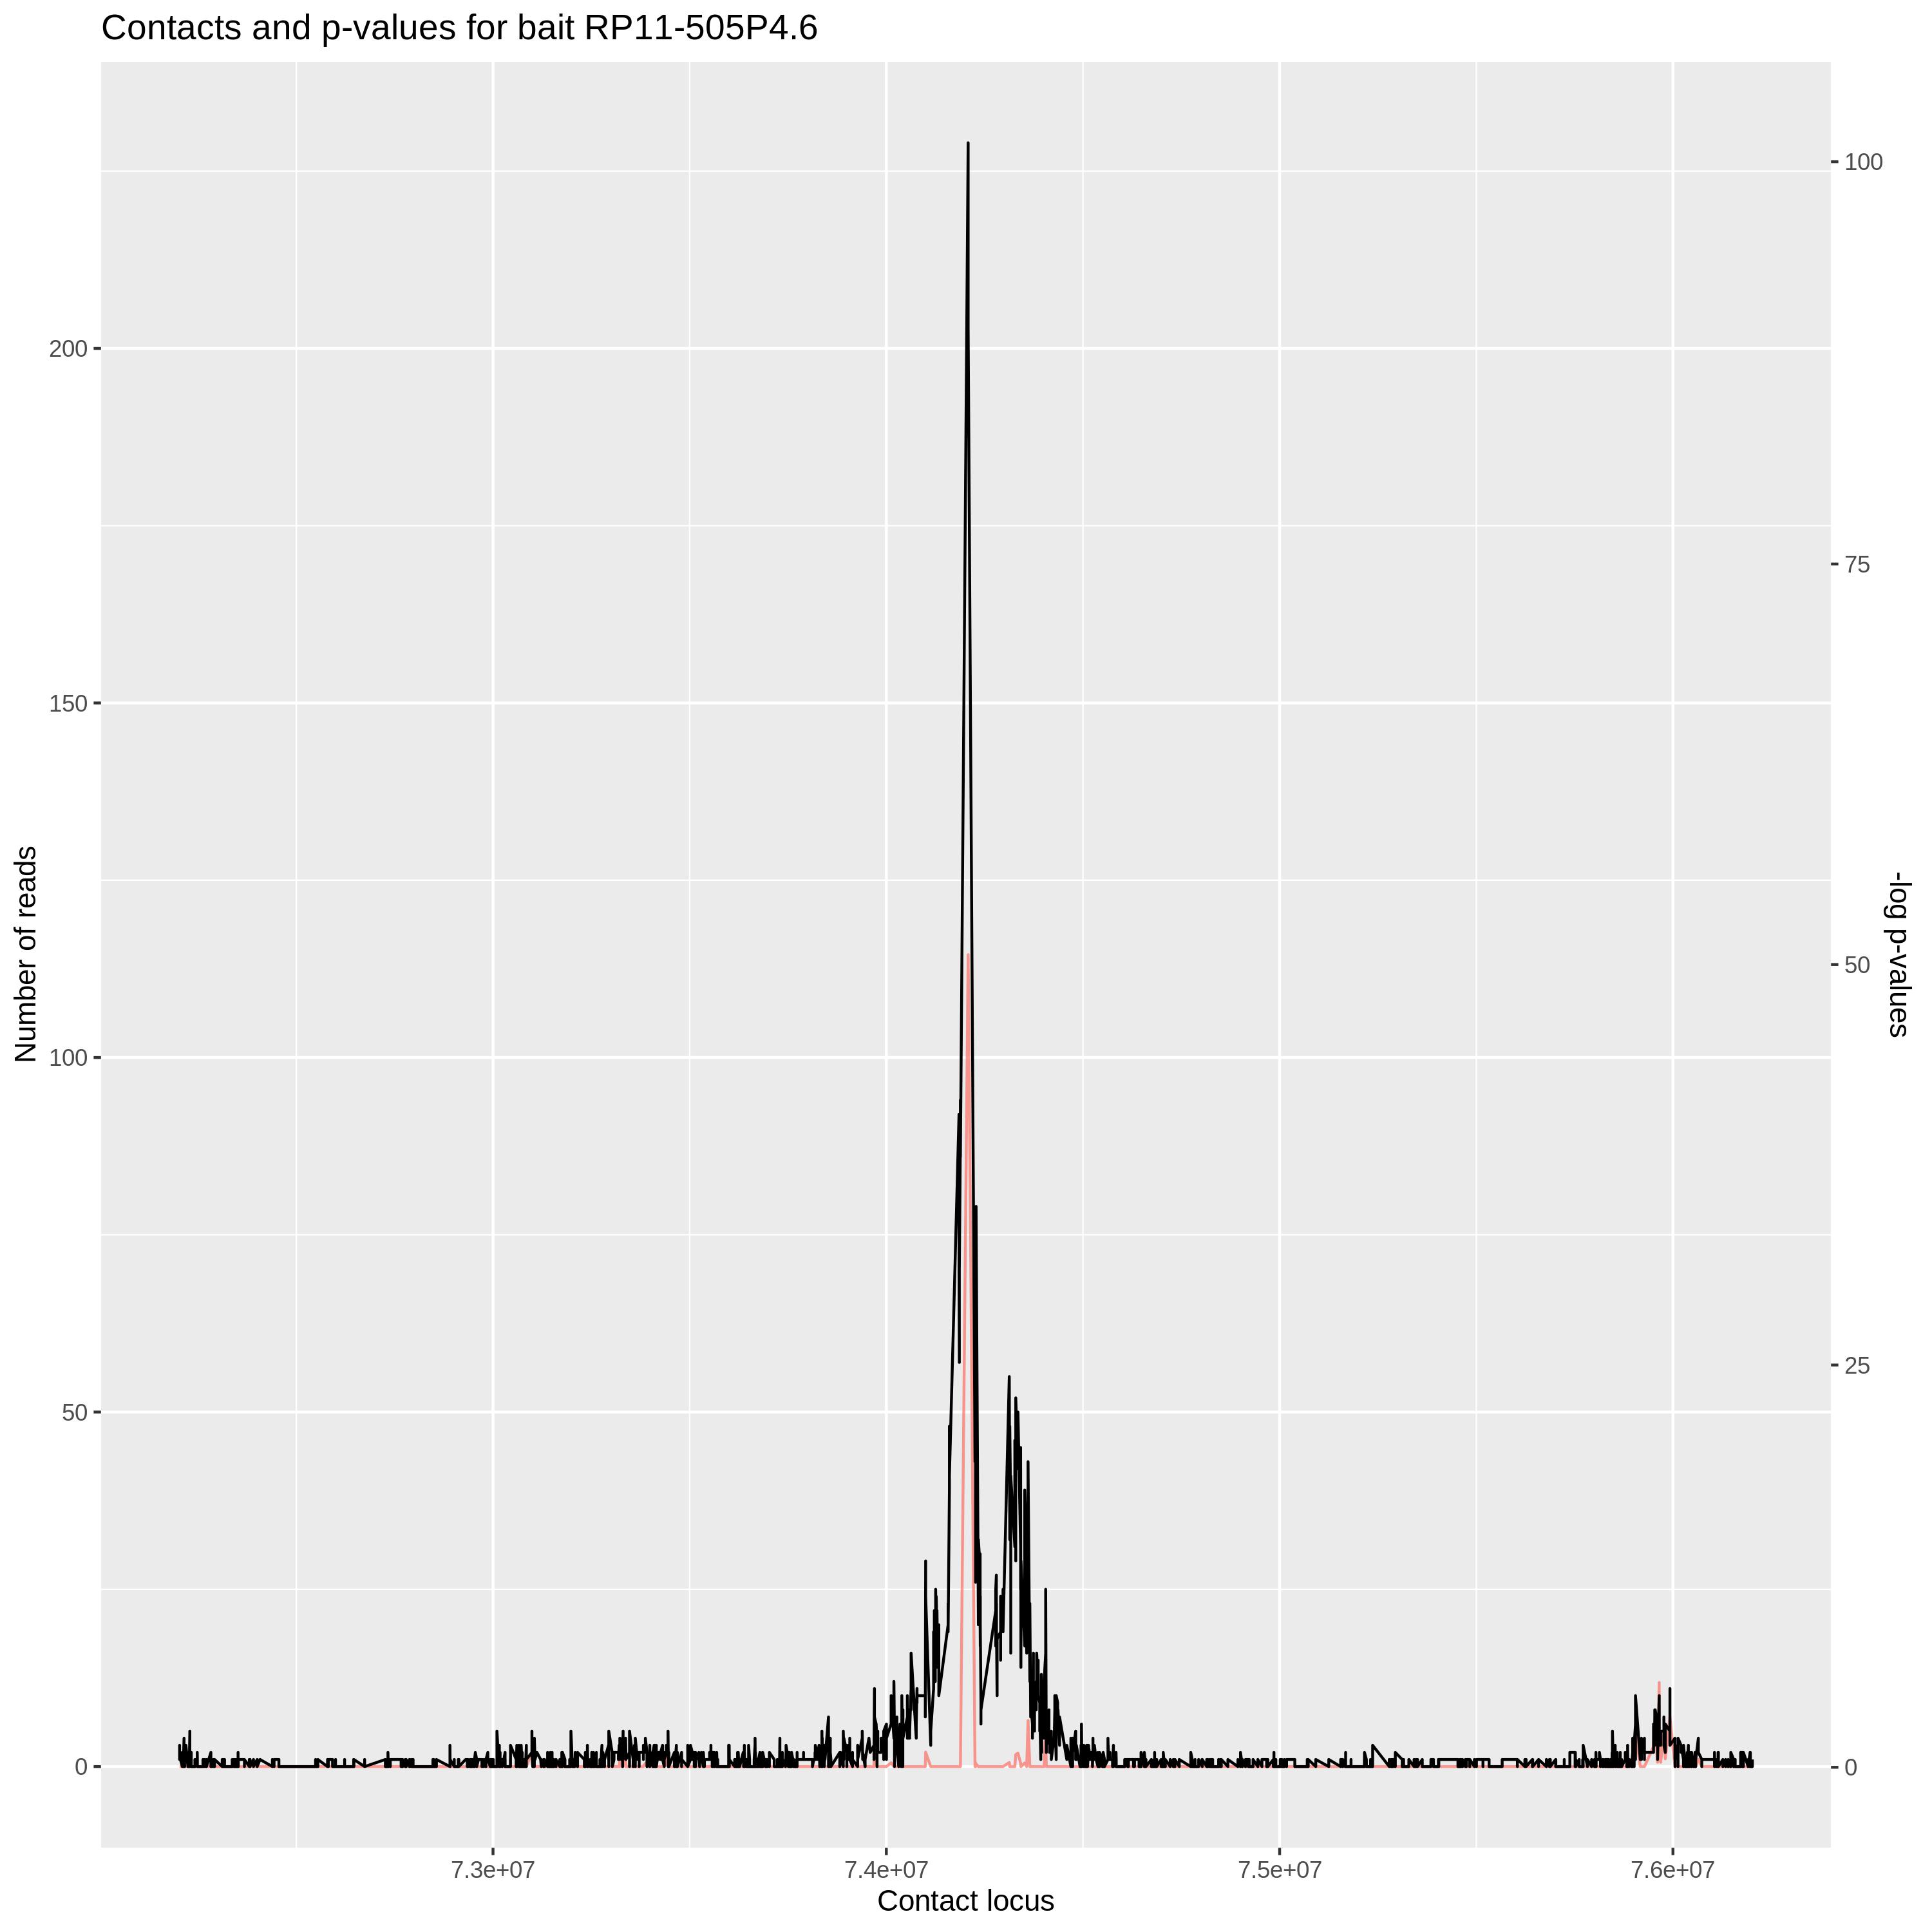 Contacts and p-values for bait RP11-505P4.6
Number of reads
200
150
100
50
0
100
75
50
25
0
-log p-values
7.3e+07 7.4e+07 7.5e+07 7.6e+07
Contact locus